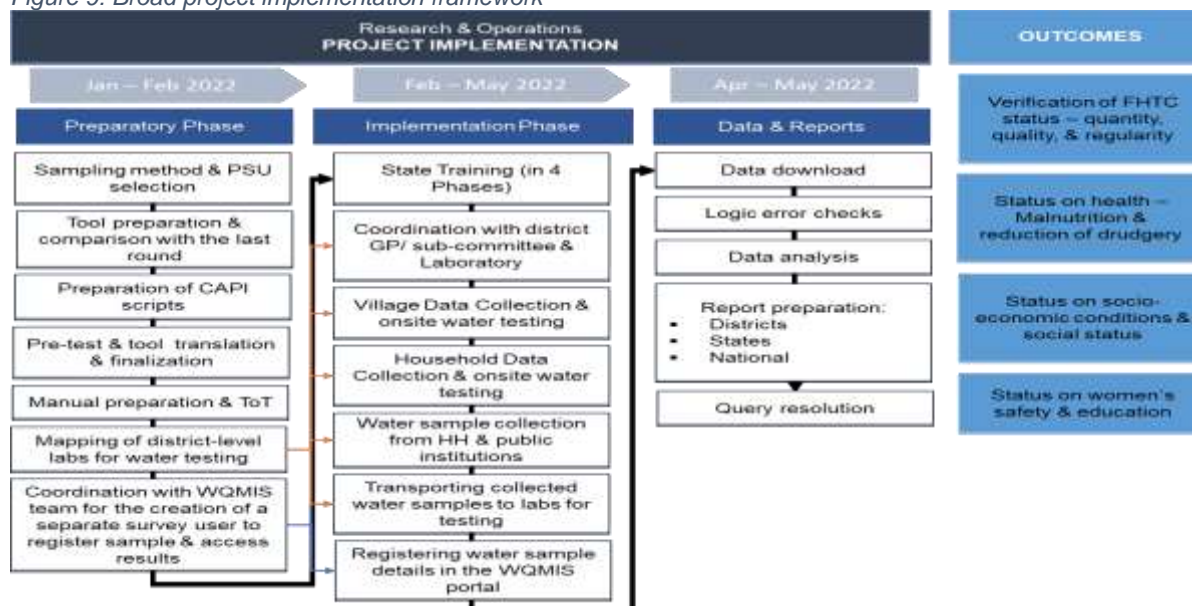 Figure 9: Broad project implementation framework
Research & Operations
PROJECT IMPLEMENTATION
Jan – Feb 2022
Preparatory Phase
Sampling method & PSU
selection
Tool preparation &
comparison with the last
round
Preparation of CAPI
scripts
Pre-test & tool translation
& finalization
Manual preparation & ToT
Mapping of district-level
labs for water testing
Coordination with WQMIS
team for the creation of a
separate survey user to
register sample & access
results
Feb – May 2022
Implementation Phase
State Training (in 4
Phases)
Coordination with district
GP/ sub-committee &
Laboratory
Village Data Collection &
onsite water testing
Household Data
Collection & onsite water
testing
Water sample collection
from HH & public
institutions
Transporting collected
water samples to labs for
testing
Registering water sample
details in the WQMIS
portal
Apr – May 2022
Data & Reports
Data download
Logic error checks
Data analysis
Report preparation:
▪ Districts
▪ States
▪ National
Query resolution
OUTCOMES
Verification of FHTC
status – quantity,
quality, & regularity
Status on health –
Malnutrition &
reduction of drudgery
Status on socio-
economic conditions &
social status
Status on women's
safety & education